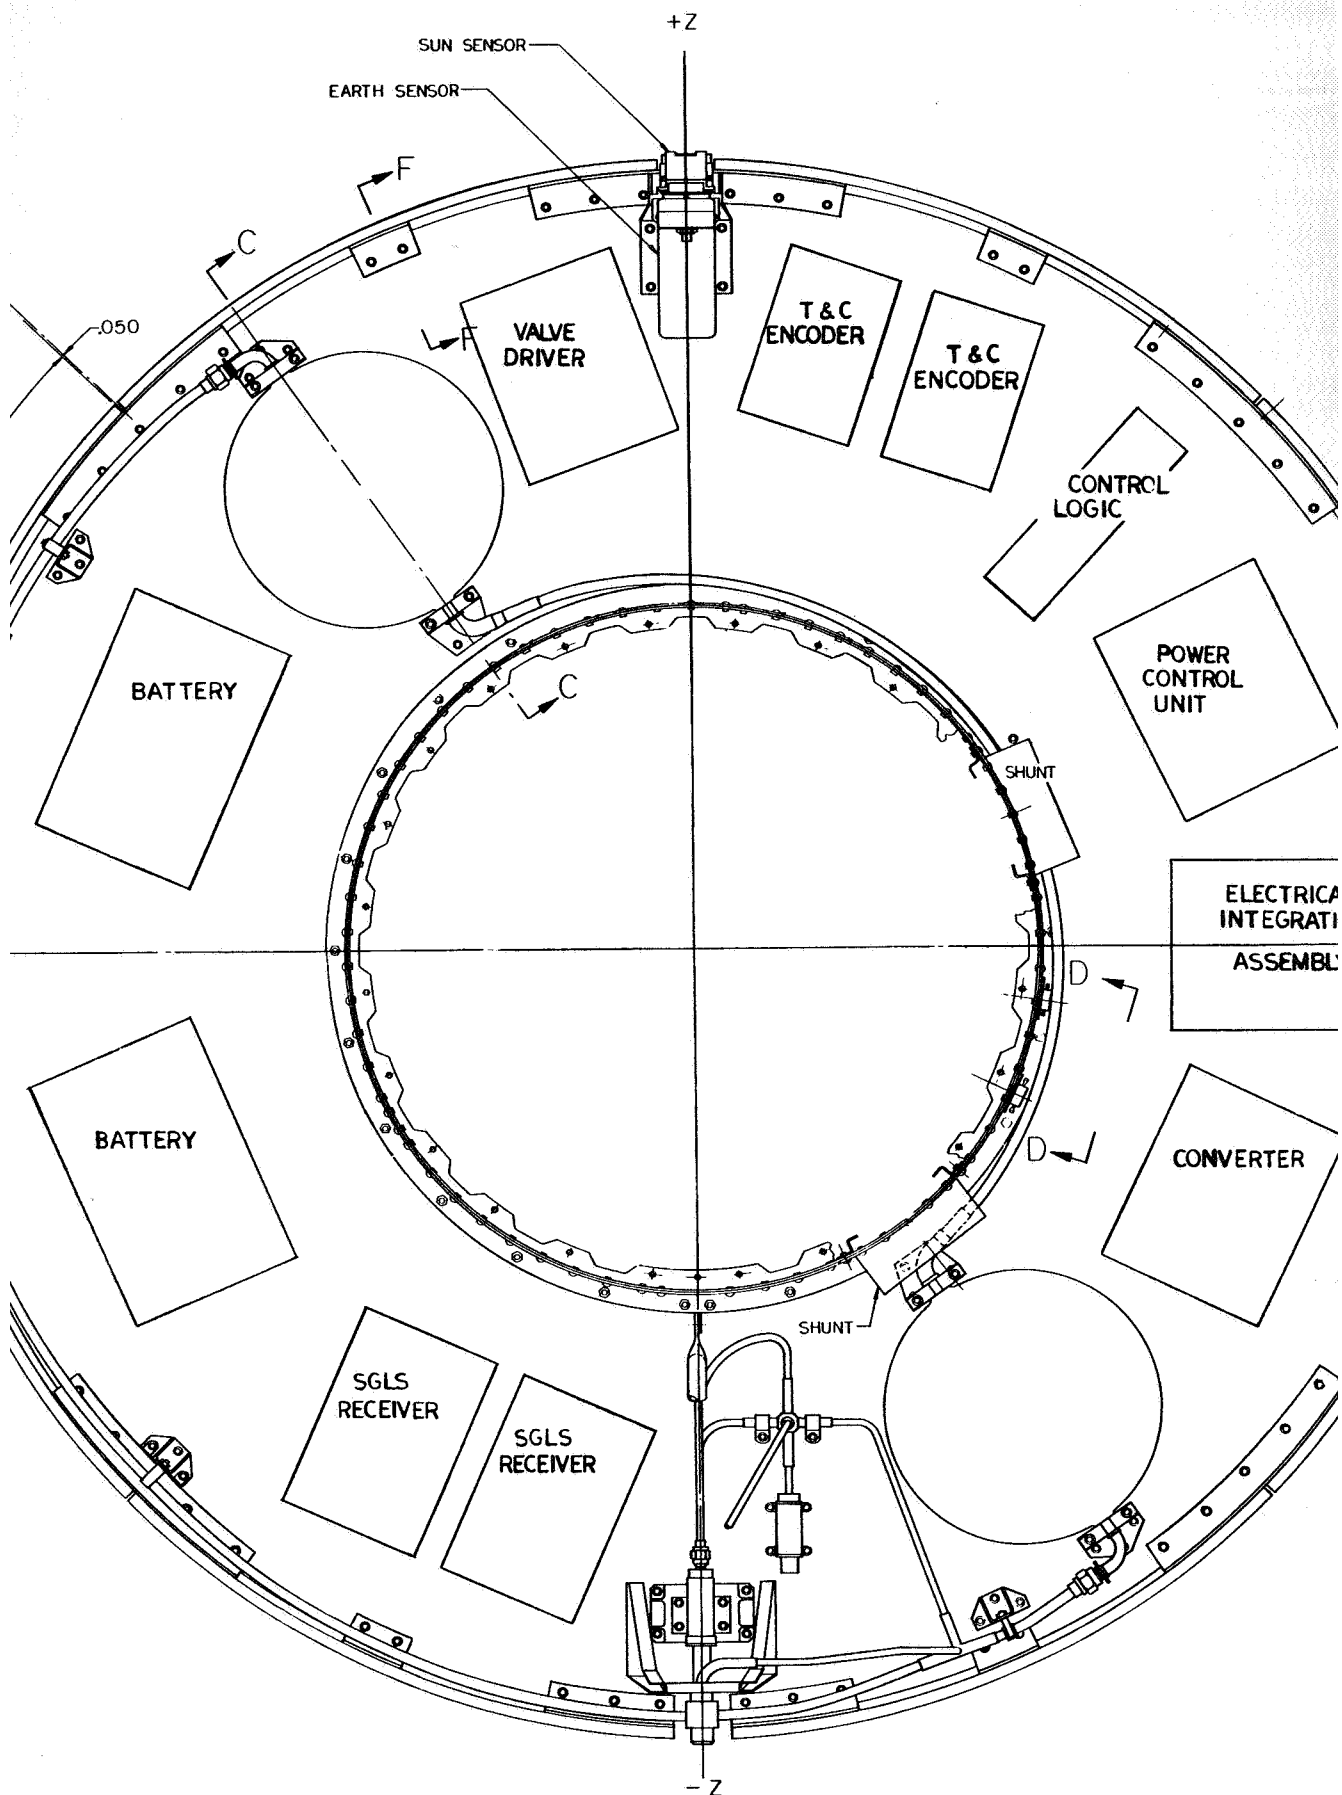 +Z
SUN SENSOR
EARTH SENSOR
F
C
.050
F
VALVE
DRIVER
T & C
ENCODER
T & C
ENCODER
CONTROL
LOGIC
BATTERY
C
POWER
CONTROL
UNIT
SHUNT
ELECTRICA
INTEGRATI
ASSEMBLY
D
BATTERY
D
CONVERTER
SHUNT
SGLS
RECEIVER
SGLS
RECEIVER
-Z